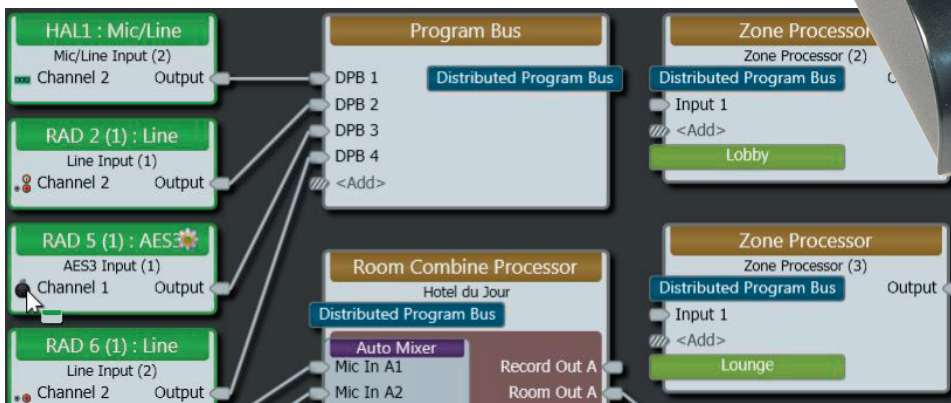 HAL1 : Mic/Line
Mic/Line Input (2)
Channel 2 Output
RAD 2 (1) : Line
Line Input (1)
Channel 2 Output
RAD 5 (1) : AES3
AES3 Input (1)
Channel 1 Output
RAD 6 (1) : Line
Line Input (2)
Channel 2 Output
Program Bus
DPB 1 Distributed Program Bus
DPB 2
DPB 3
DPB 4
<Add>
Room Combine Processor
Hotel du Jour
Distributed Program Bus
Auto Mixer
Mic In A1 Record Out A
Mic In A2 Room Out A
Zone Processor
Zone Processor (2)
Distributed Program Bus
Input 1
<Add>
Lobby
Zone Processor
Zone Processor (3)
Distributed Program Bus Output
Input 1
<Add>
Lounge